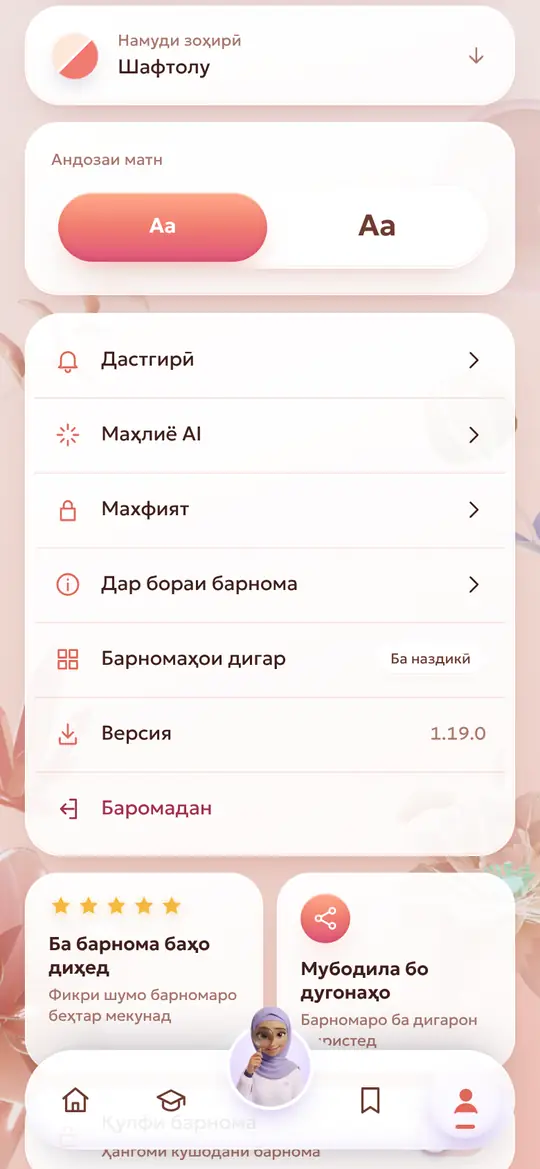 Намуди зоҳирӣ
Шафтолу
Андозаи матн
Aa
Aa
Дастгирӣ
Маҳлиё AI
Махфият
Дар бораи барнома
Барномаҳои дигар
Ба наздикӣ
Версия
1.19.0
Баромадан
Ба барнома баҳо
диҳед
Фикри шумо барномаро
беҳтар мекунад
Мубодила бо
дугонаҳо
Барномаро ба дигарон
Қулфи барнома
Ҳангоми кушодани барнома